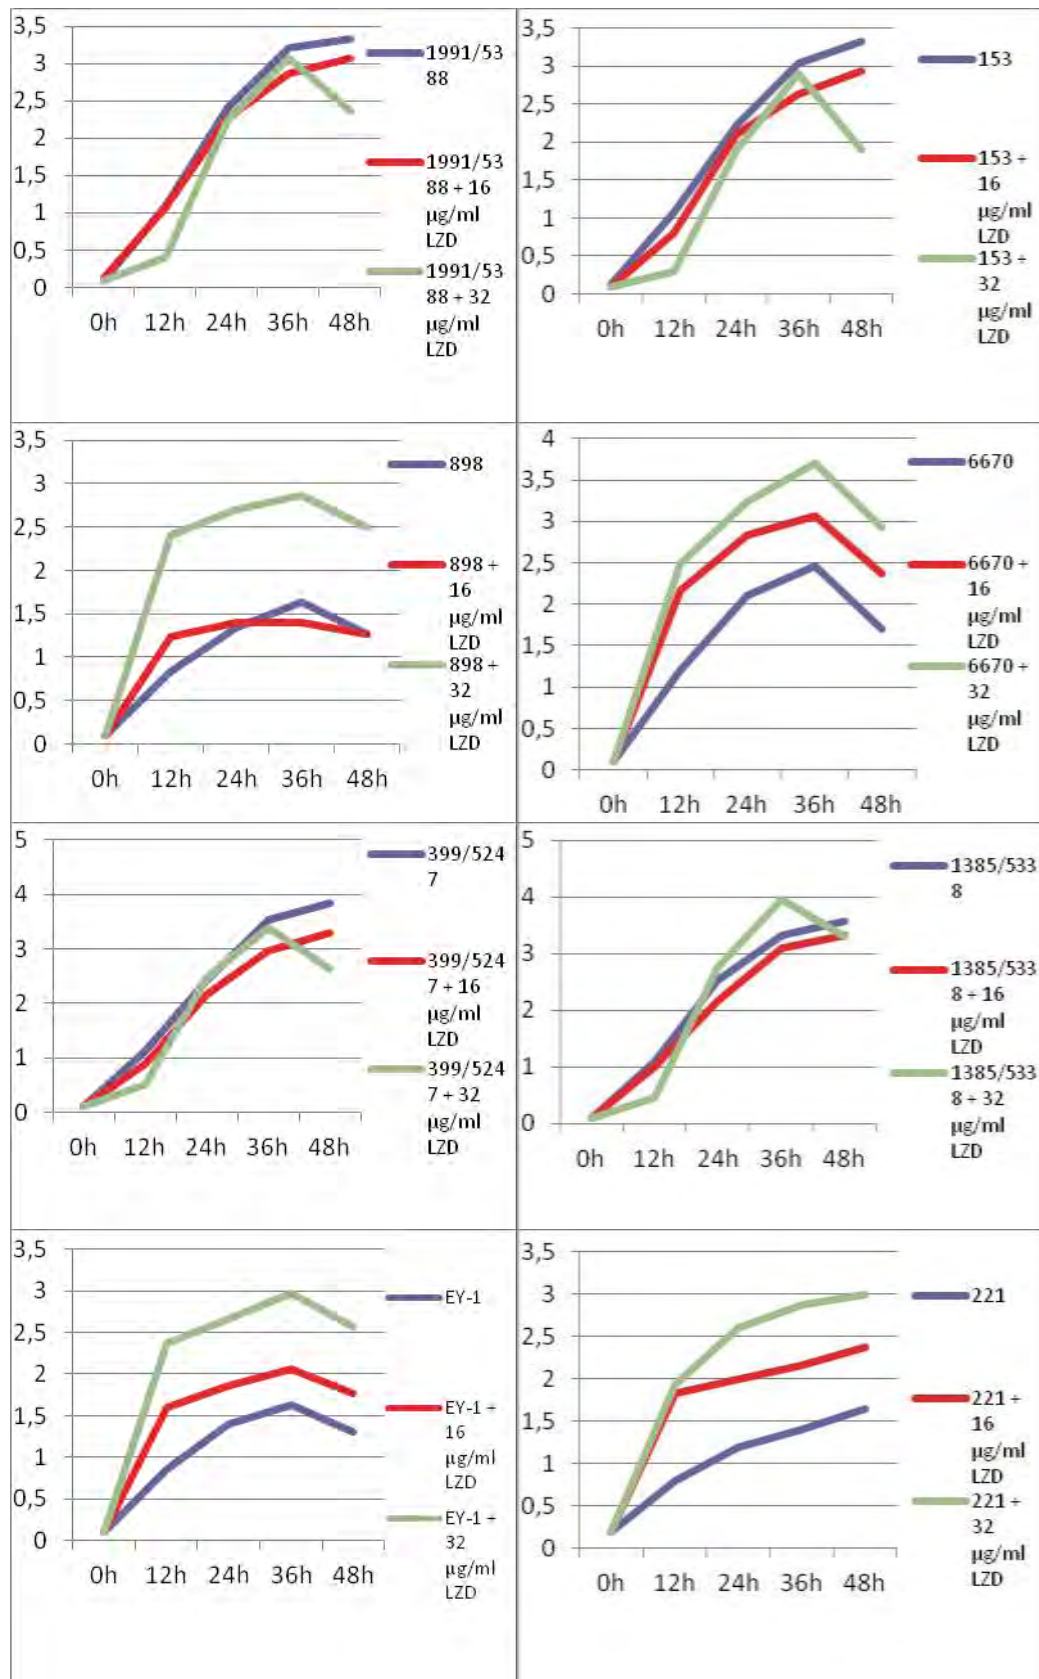 3,5
3
2,5
2
1,5
1
0,5
0
0h 12h 24h 36h 48h
1991/53
88
1991/53
88 + 16
µg/ml
LZD
1991/53
88 + 32
µg/ml
LZD
3,5
3
2,5
2
1,5
1
0,5
0
0h 12h 24h 36h 48h
153
153 +
16
µg/ml
LZD
153 +
32
µg/ml
LZD
3,5
3
2,5
2
1,5
1
0,5
0
0h 12h 24h 36h 48h
898
898 +
16
µg/ml
LZD
898 +
32
µg/ml
LZD
4
3,5
3
2,5
2
1,5
1
0,5
0
0h 12h 24h 36h 48h
6670
6670 +
16
µg/ml
LZD
6670 +
32
µg/ml
LZD
5
4
3
2
1
0
0h 12h 24h 36h 48h
399/524
7
399/524
7 + 16
µg/ml
LZD
399/524
7 + 32
µg/ml
LZD
5
4
3
2
1
0
0h 12h 24h 36h 48h
1385/533
8
1385/533
8 + 16
µg/ml
LZD
1385/533
8 + 32
µg/ml
LZD
3,5
3
2,5
2
1,5
1
0,5
0
0h 12h 24h 36h 48h
EY-1
EY-1 +
16
µg/ml
LZD
EY-1 +
32
µg/ml
LZD
3,5
3
2,5
2
1,5
1
0,5
0
0h 12h 24h 36h 48h
221
221 +
16
µg/ml
LZD
221 +
32
µg/ml
LZD